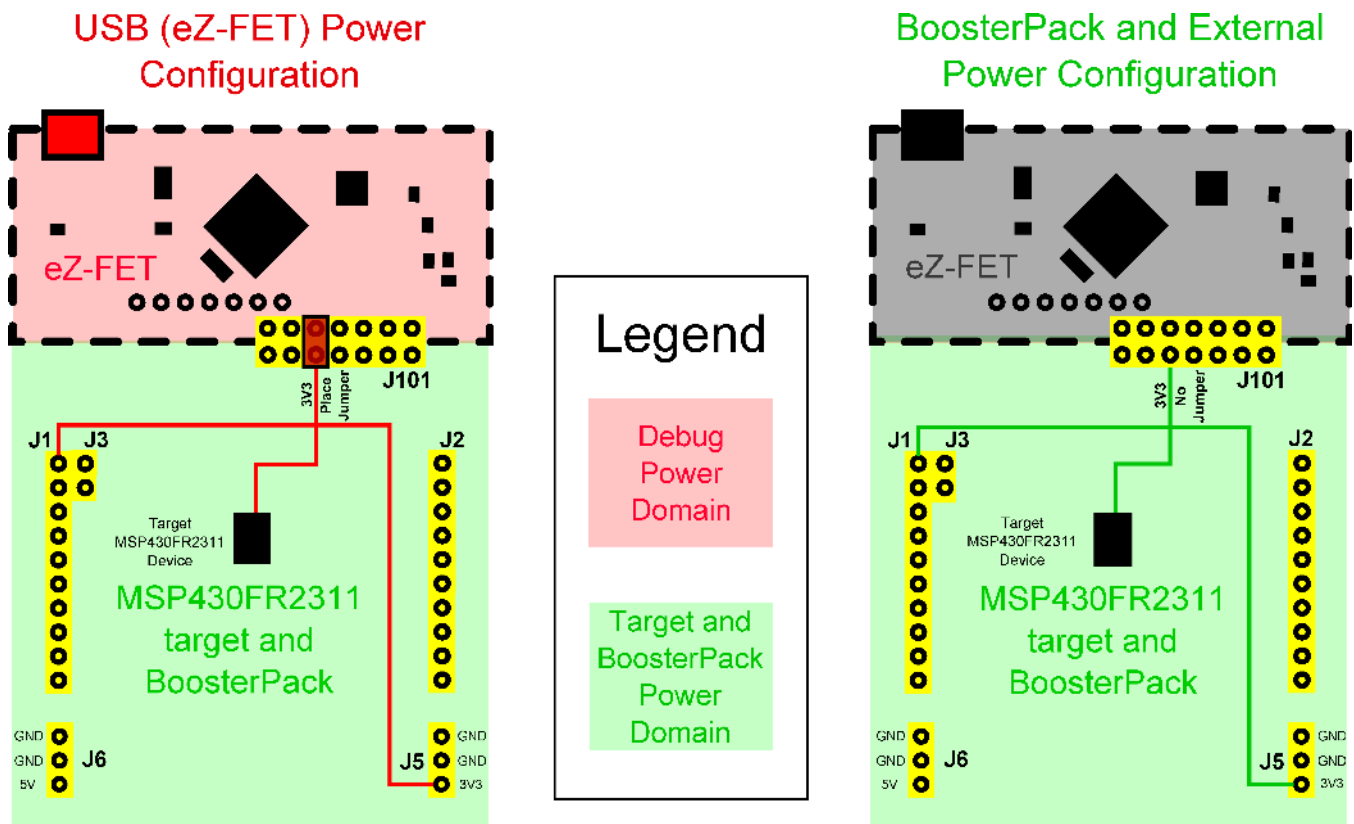 USB (eZ-FET) Power
Configuration
eZ-FET
J101
3V3
Place
Jumper
J1
J3
J2
Target
MSP430FR2311
Device
MSP430FR2311
target and
BoosterPack
GND
GND
5V
J6
J5
GND
GND
3V3
Legend
Debug
Power
Domain
Target and
BoosterPack
Power
Domain
BoosterPack and External
Power Configuration
eZ-FET
J101
3V3
No
Jumper
J1
J3
J2
Target
MSP430FR2311
Device
MSP430FR2311
target and
BoosterPack
GND
GND
5V
J6
J5
GND
GND
3V3